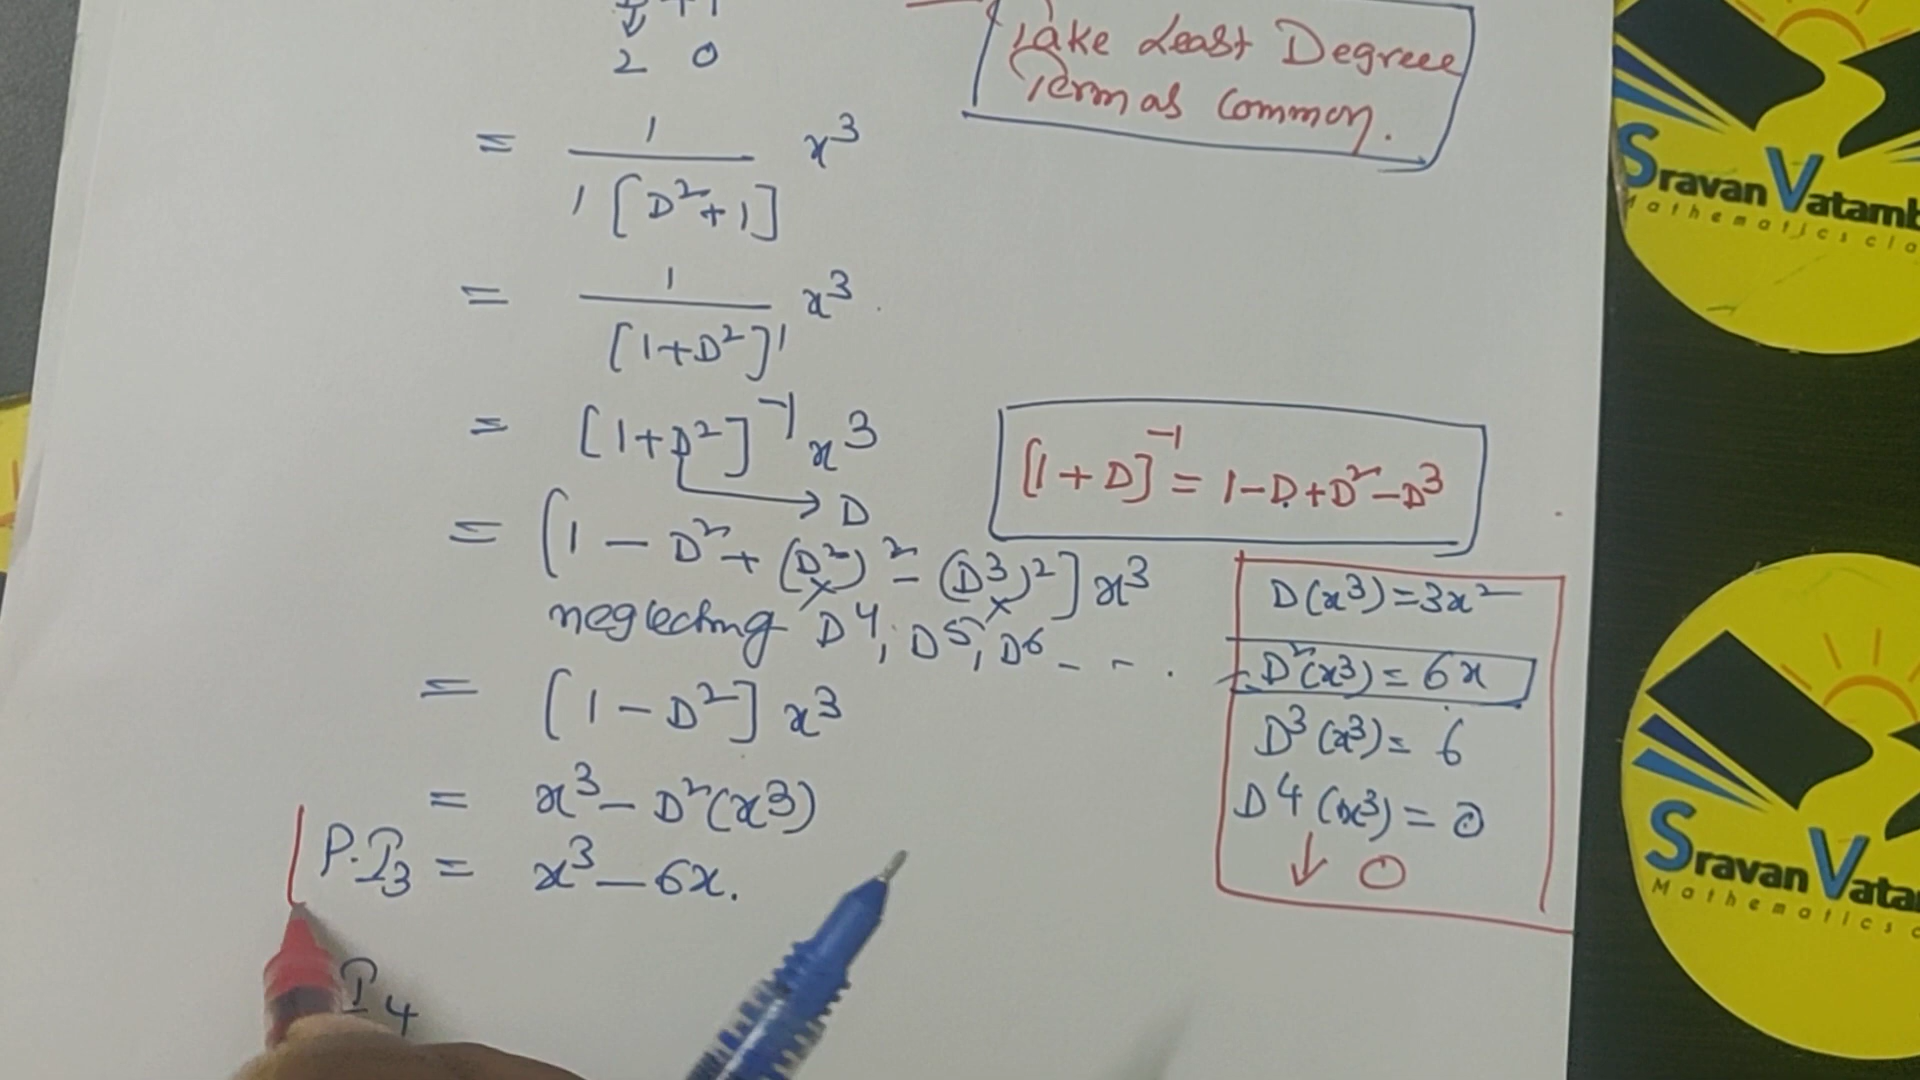 2 0
Take Least Degreee
Term as Common.
= 1 / 1 [D²+1] x³
= 1 / [1+D²]¹ x³
= [1+D²]⁻¹ x³
→ D
[1+D]⁻¹ = 1-D+D²-D³
= [1 - D² + (D²)² - (D³)²] x³
neglecting D⁴, D⁵, D⁶ - - .
= [1 - D²] x³
= x³ - D²(x³)
P.I₃ = x³ - 6x.
D(x³) = 3x²
D²(x³) = 6x
D³(x³) = 6
D⁴(x³) = 0
↓ 0
I₄
Sravan Vatamb
Mathematics cla
Sravan Vata
Mathematics c